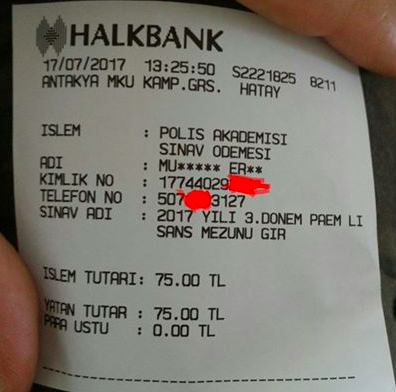 HALKBANK
17/07/2017 13:25:50 S2221825 8211
ANTAKYA MKU KAMP.GRS. HATAY
ISLEM : POLIS AKADEMISI
SINAV ODEMESI
ADI : MU***** ER**
KIMLIK NO : 17744029
TELEFON NO : 507 3127
SINAV ADI : 2017 YILI 3.DONEM PAEM LI
SANS MEZUNU GIR
ISLEM TUTARI: 75.00 TL
YATAN TUTAR : 75.00 TL
PARA USTU : 0.00 TL